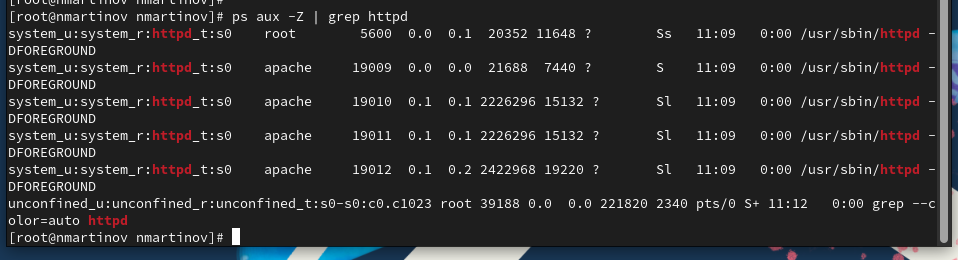 [root@nmartinov nmartinov]#
[root@nmartinov nmartinov]# ps aux -Z | grep httpd
system_u:system_r:httpd_t:s0    root        5600  0.0  0.1  20352 11648 ?        Ss   11:09   0:00 /usr/sbin/httpd -
DFOREGROUND
system_u:system_r:httpd_t:s0    apache     19009  0.0  0.0  21688  7440 ?        S    11:09   0:00 /usr/sbin/httpd -
DFOREGROUND
system_u:system_r:httpd_t:s0    apache     19010  0.1  0.1 2226296 15132 ?       Sl   11:09   0:00 /usr/sbin/httpd -
DFOREGROUND
system_u:system_r:httpd_t:s0    apache     19011  0.1  0.1 2226296 15132 ?       Sl   11:09   0:00 /usr/sbin/httpd -
DFOREGROUND
system_u:system_r:httpd_t:s0    apache     19012  0.1  0.2 2422968 19220 ?       Sl   11:09   0:00 /usr/sbin/httpd -
DFOREGROUND
unconfined_u:unconfined_r:unconfined_t:s0-s0:c0.c1023 root 39188 0.0  0.0 221820 2340 pts/0 S+ 11:12   0:00 grep --c
olor=auto httpd
[root@nmartinov nmartinov]#